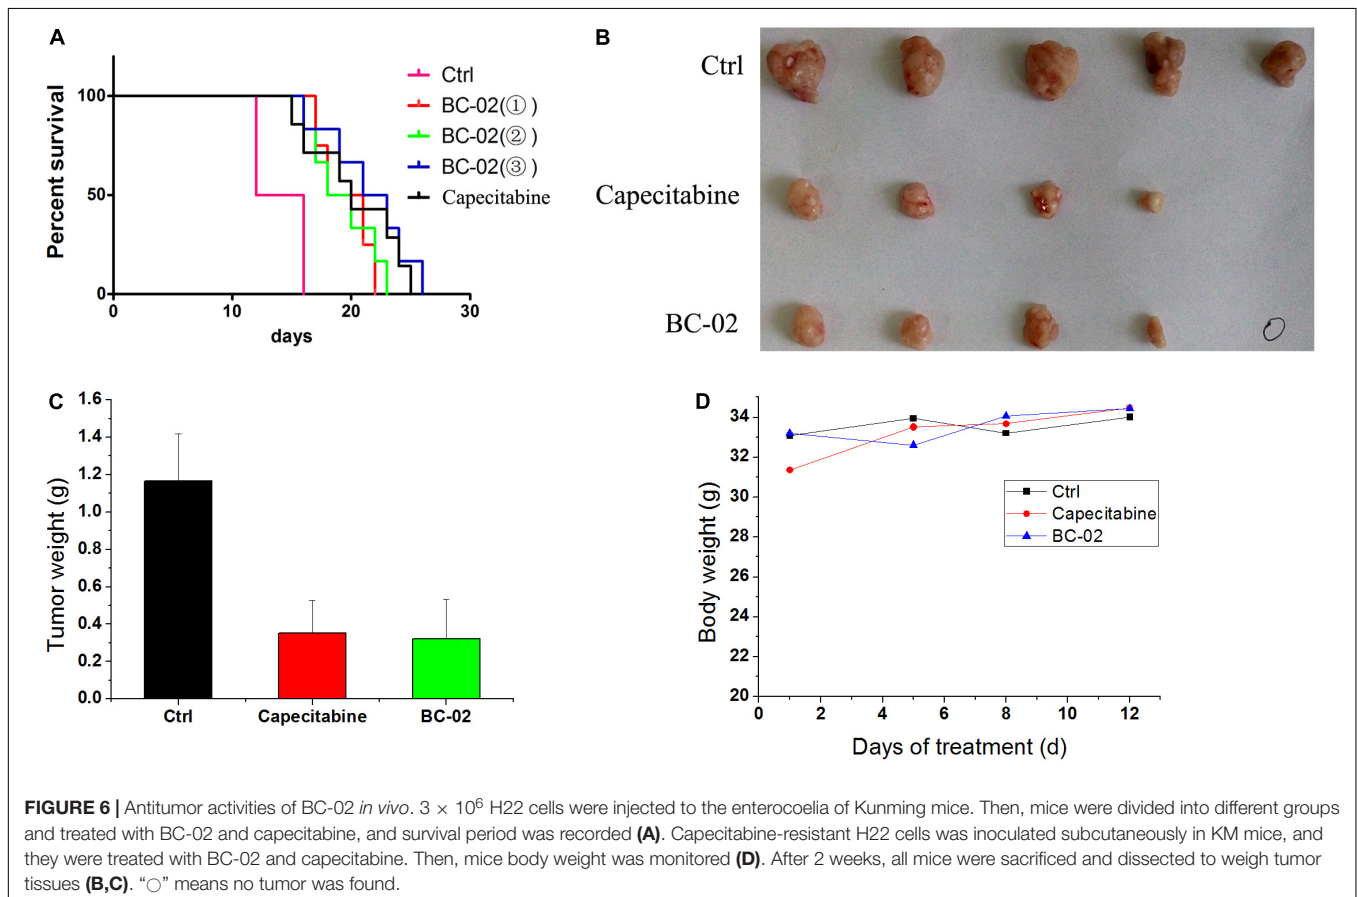 A
100
50
0
Percent survival
0 10 20 30
days
Ctrl
BC-02(①)
BC-02(②)
BC-02(③)
Capecitabine
B
Ctrl
Capecitabine
BC-02
C
1.6
1.4
1.2
1.0
0.8
0.6
0.4
0.2
0.0
Tumor weight (g)
Ctrl Capecitabine BC-02
D
34
32
30
28
26
24
22
20
Body weight (g)
0 2 4 6 8 10 12
Days of treatment (d)
Ctrl
Capecitabine
BC-02
FIGURE 6 | Antitumor activities of BC-02 in vivo. 3 × 10⁶ H22 cells were injected to the enterocoelia of Kunming mice. Then, mice were divided into different groups
and treated with BC-02 and capecitabine, and survival period was recorded (A). Capecitabine-resistant H22 cells was inoculated subcutaneously in KM mice, and
they were treated with BC-02 and capecitabine. Then, mice body weight was monitored (D). After 2 weeks, all mice were sacrificed and dissected to weigh tumor
tissues (B,C). “○” means no tumor was found.